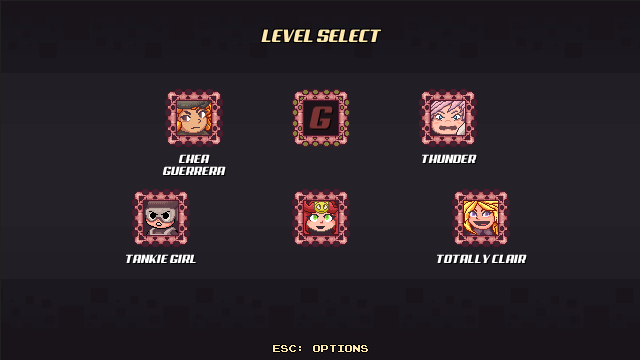 LEVEL SELECT
G
CHEA
GUERRERA
THUNDER
TANKIE GIRL
TOTALLY CLAIR
ESC: OPTIONS